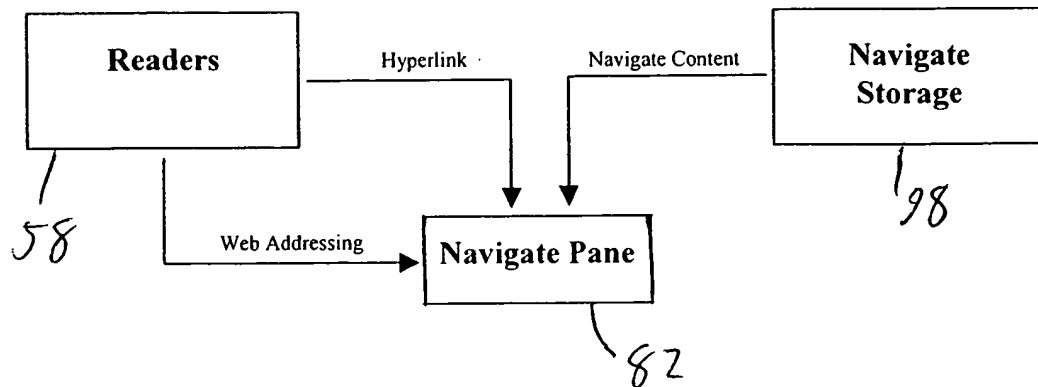 Readers
Hyperlink
Navigate Content
Navigate
Storage
58
98
Web Addressing
Navigate Pane
82